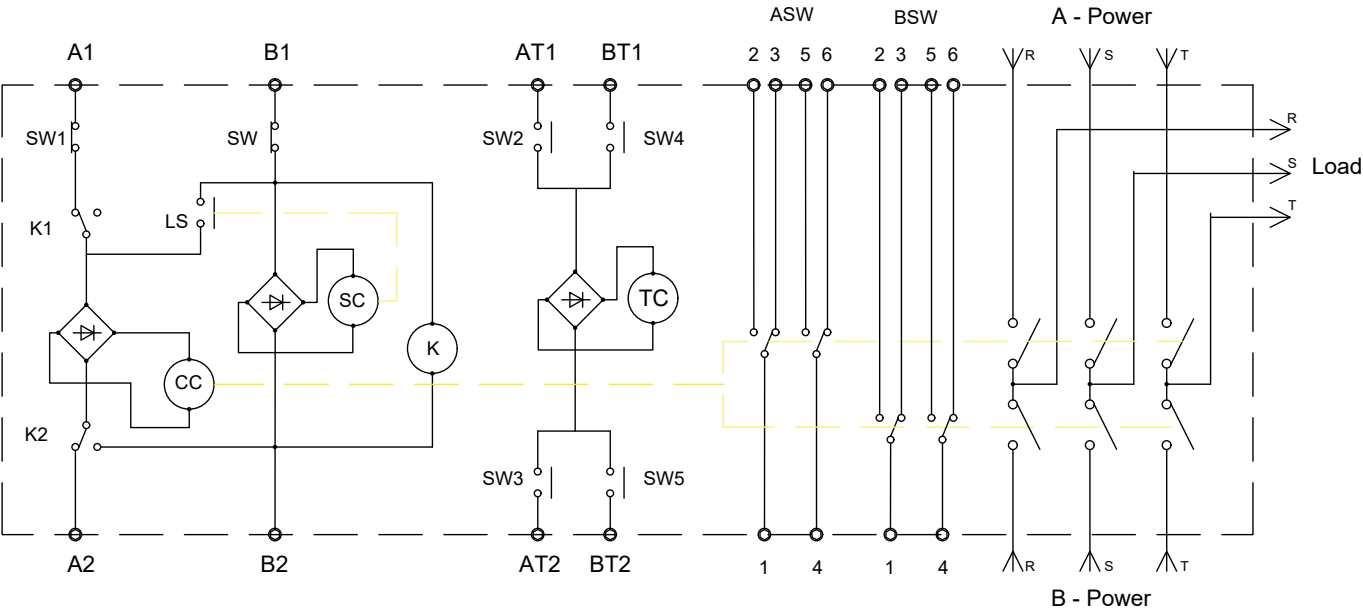 ASW BSW A - Power
A1 B1 AT1 BT1 2 3 5 6 2 3 5 6 R S T
SW1 SW SW2 SW4 R
S Load
K1 LS T
SC TC
K
CC
K2
SW3 SW5
A2 B2 AT2 BT2 1 4 1 4 R S T
B - Power